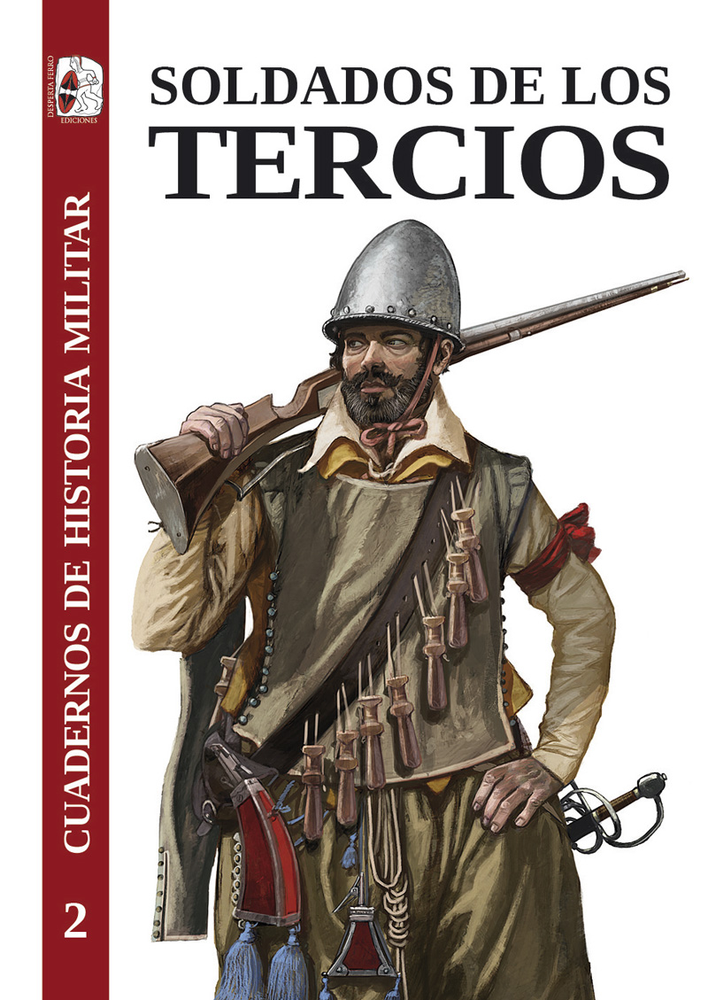 DESPERTA FERRO
EDICIONES
CUADERNOS DE HISTORIA MILITAR
2
SOLDADOS DE LOS
TERCIOS